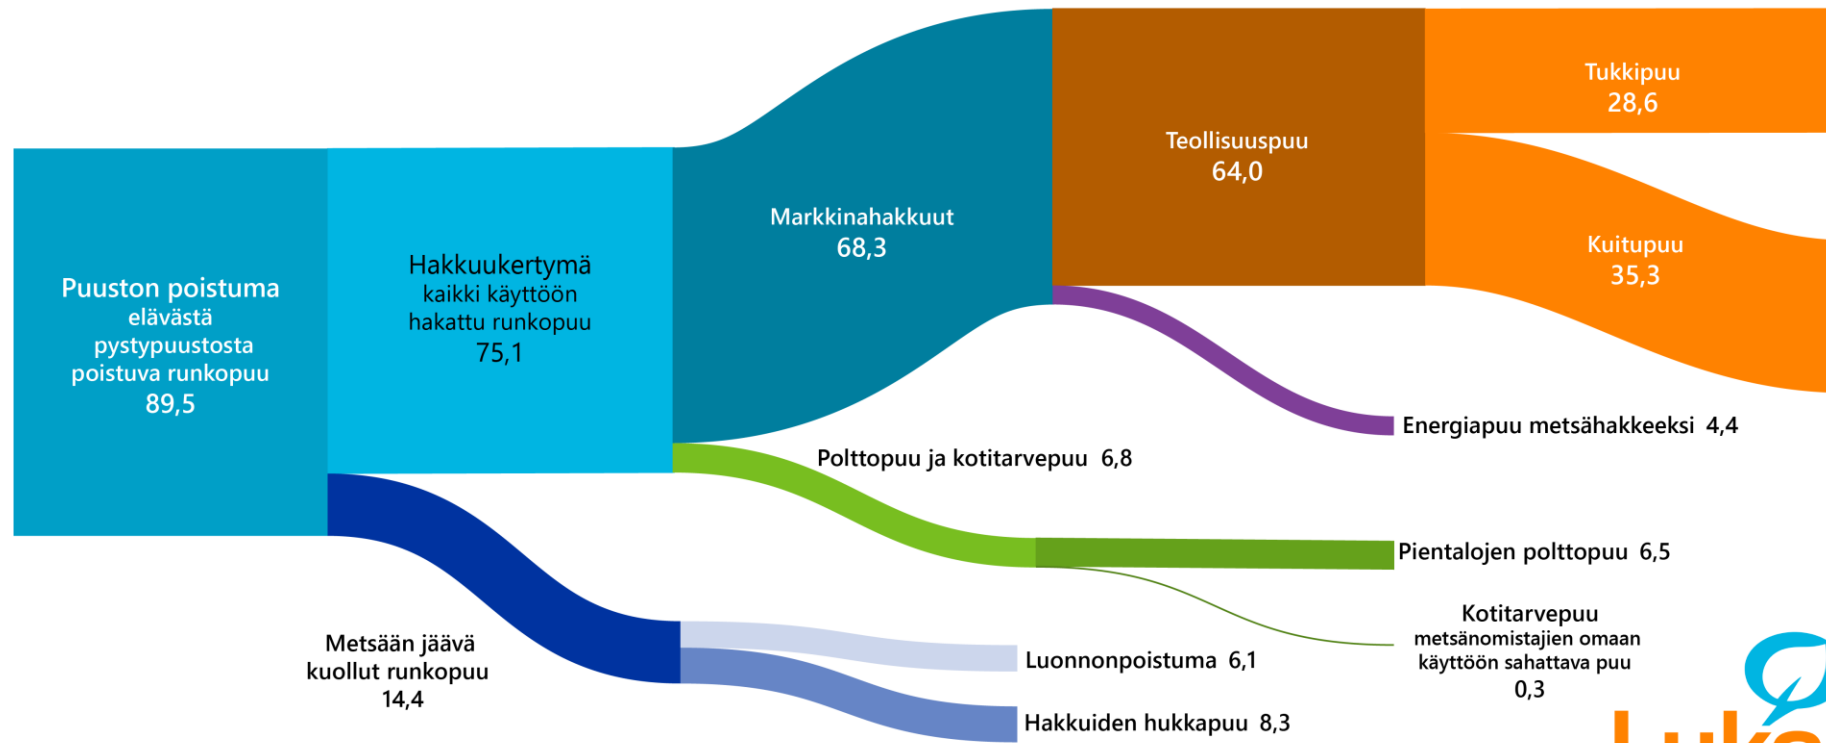 Puuston poistuma
elävästä
pystypuustosta
poistuva runkopuu
89,5
Hakkuukertymä
kaikki käyttöön
hakattu runkopuu
75,1
Metsään jäävä
kuollut runkopuu
14,4
Markkinahakkuut
68,3
Polttopuu ja kotitarvepuu 6,8
Luonnonpoistuma 6,1
Hakkuiden hukkapuu 8,3
Teollisuuspuu
64,0
Energiapuu metsähakkeeksi 4,4
Pientalojen polttopuu 6,5
Kotitarvepuu
metsänomistajien omaan
käyttöön sahattava puu
0,3
Tukkipuu
28,6
Kuitupuu
35,3